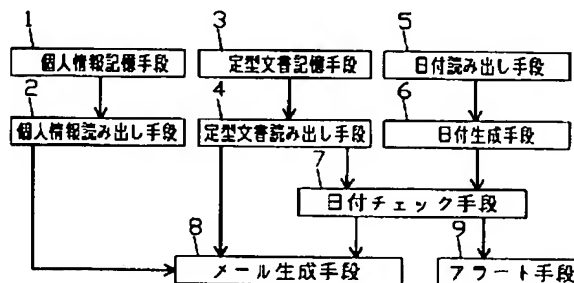 1
個人情報記憶手段
3
定型文書記憶手段
5
日付読み出し手段
2
個人情報読み出し手段
4
定型文書読み出し手段
6
日付生成手段
7
日付チェック手段
8
メール生成手段
9
アラート手段